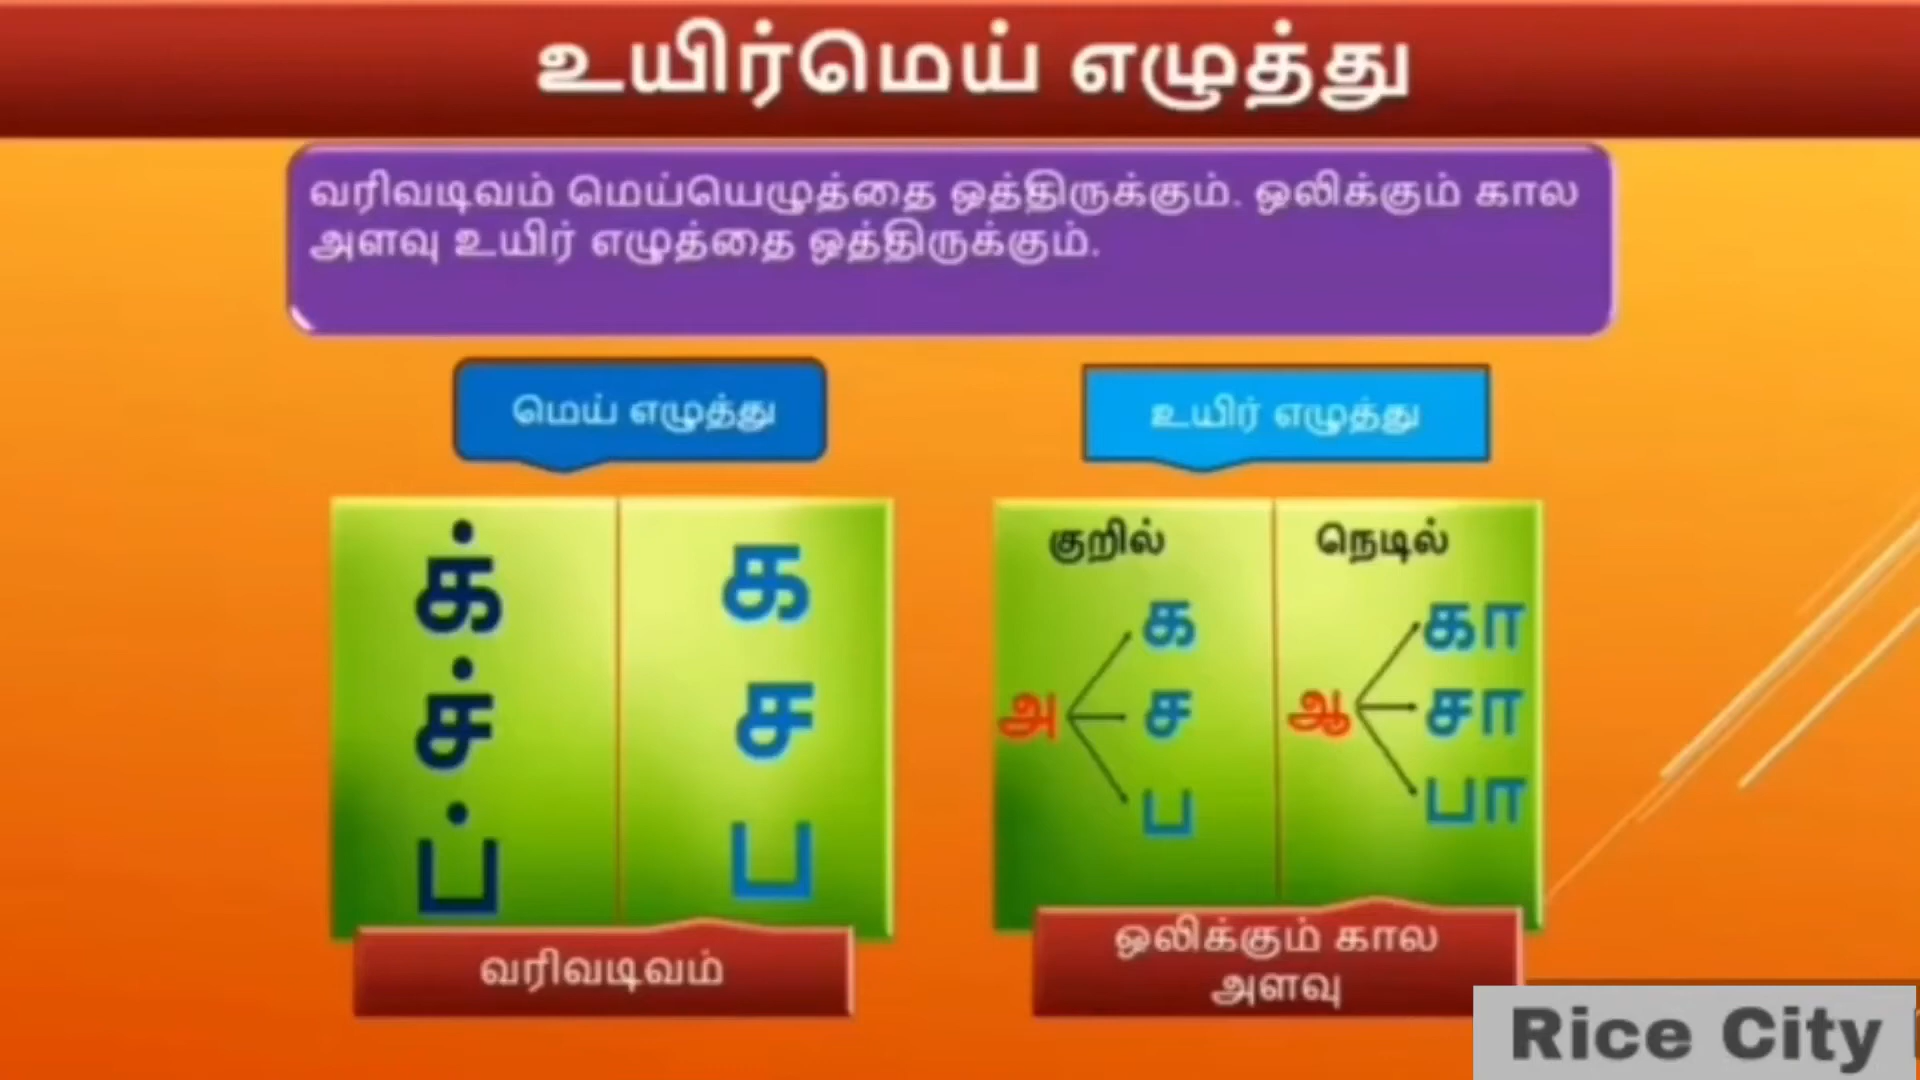 உயிர்மெய் எழுத்து
வரிவடிவம் மெய்யெழுத்தை ஒத்திருக்கும். ஒலிக்கும் கால
அளவு உயிர் எழுத்தை ஒத்திருக்கும்.
மெய் எழுத்து
உயிர் எழுத்து
க் க
ச் ச
ப் ப
வரிவடிவம்
குறில் நெடில்
க கா
அ ச ஆ சா
ப பா
ஒலிக்கும் கால
அளவு
Rice City